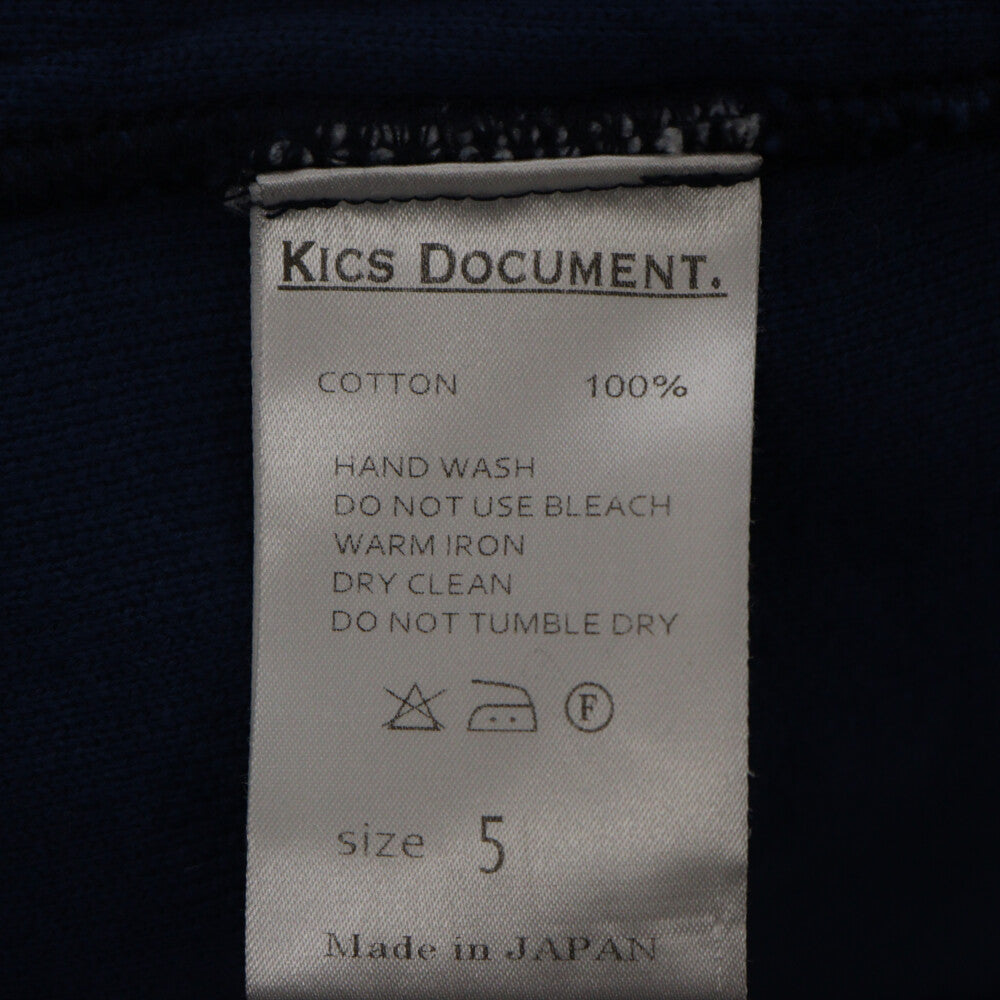 KICS DOCUMENT.
COTTON 100%
HAND WASH
DO NOT USE BLEACH
WARM IRON
DRY CLEAN
DO NOT TUMBLE DRY
F
size 5
Made in JAPAN